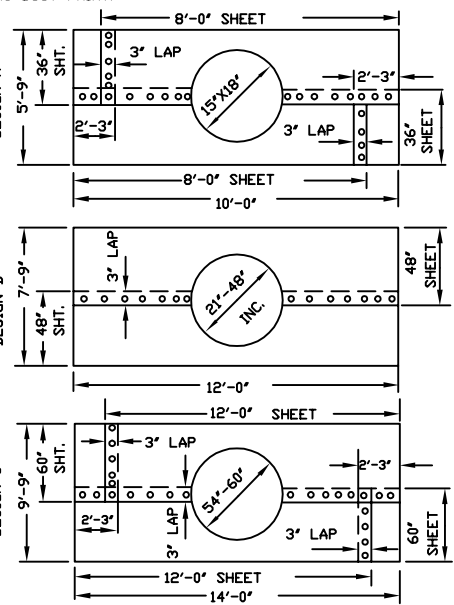 8'-0" SHEET
36" SHT.
3" LAP
2'-3"
5'-9"
15"X18"
2'-3"
3" LAP
36" SHEET
8'-0" SHEET
10'-0"
3" LAP
48" SHEET
7'-9"
21"-48" INC.
48" SHT.
12'-0"
12'-0" SHEET
60" SHT.
3" LAP
2'-3"
9'-9"
54"-60"
2'-3"
3" LAP
3" LAP
60" SHEET
12'-0" SHEET
14'-0"